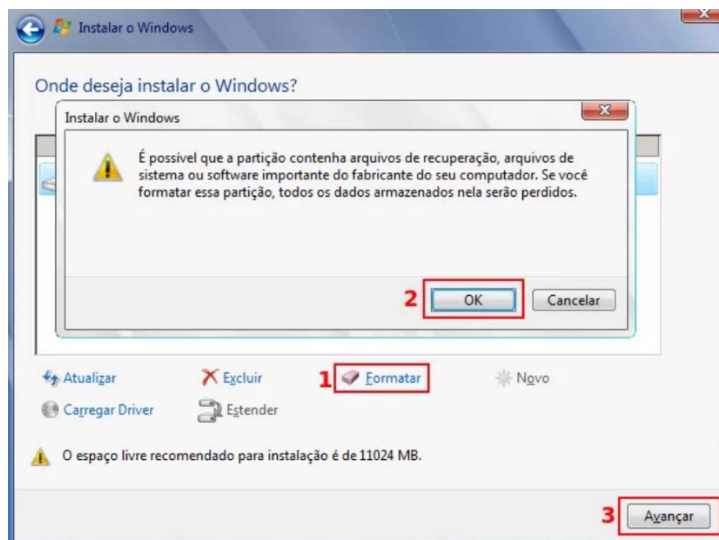 Instalar o Windows
Onde deseja instalar o Windows?
Instalar o Windows
É possível que a partição contenha arquivos de recuperação, arquivos de
sistema ou software importante do fabricante do seu computador. Se você
formatar essa partição, todos os dados armazenados nela serão perdidos.
2 OK Cancelar
Atualizar Excluir 1 Formatar Novo
Carregar Driver Estender
O espaço livre recomendado para instalação é de 11024 MB.
3 Avançar